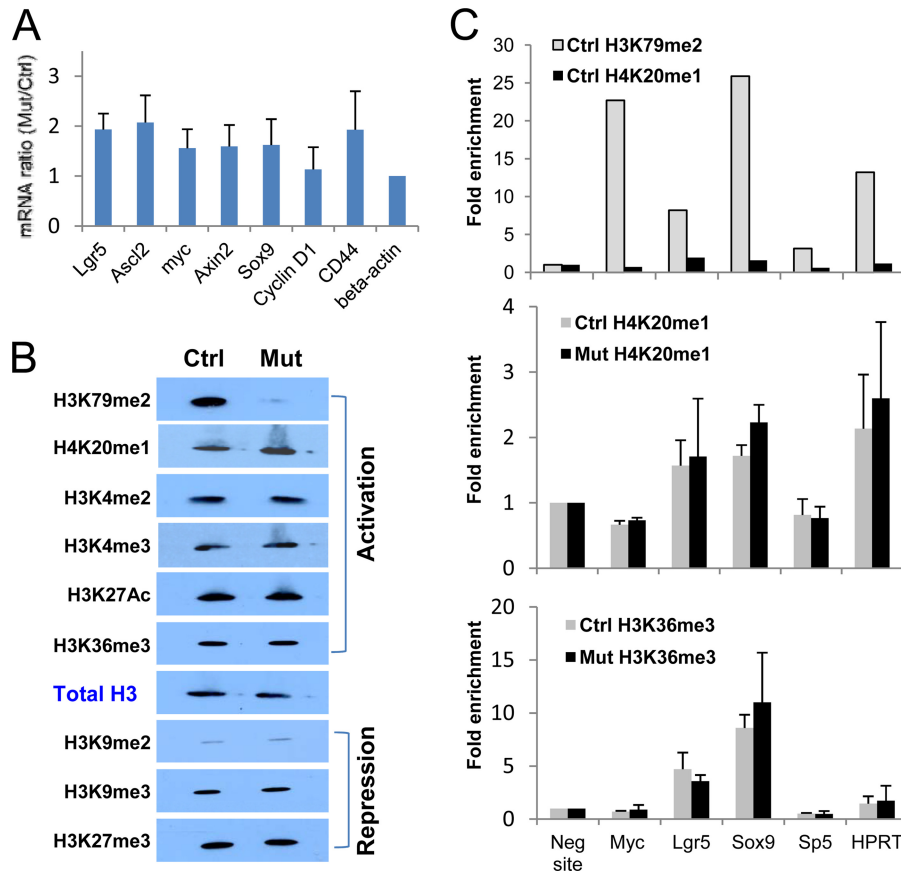 A
mRNA ratio (Mut/Ctrl)
3
2
1
0
Lgr5
Ascl2
myc
Axin2
Sox9
Cyclin D1
CD44
beta-actin
B
Ctrl Mut
H3K79me2
H4K20me1
H3K4me2
H3K4me3
H3K27Ac
H3K36me3
Activation
Total H3
H3K9me2
H3K9me3
H3K27me3
Repression
C
Fold enrichment
30
25
20
15
10
5
0
Ctrl H3K79me2
Ctrl H4K20me1
Fold enrichment
4
3
2
1
0
Ctrl H4K20me1
Mut H4K20me1
Fold enrichment
20
15
10
5
0
Ctrl H3K36me3
Mut H3K36me3
Neg site
Myc
Lgr5
Sox9
Sp5
HPRT